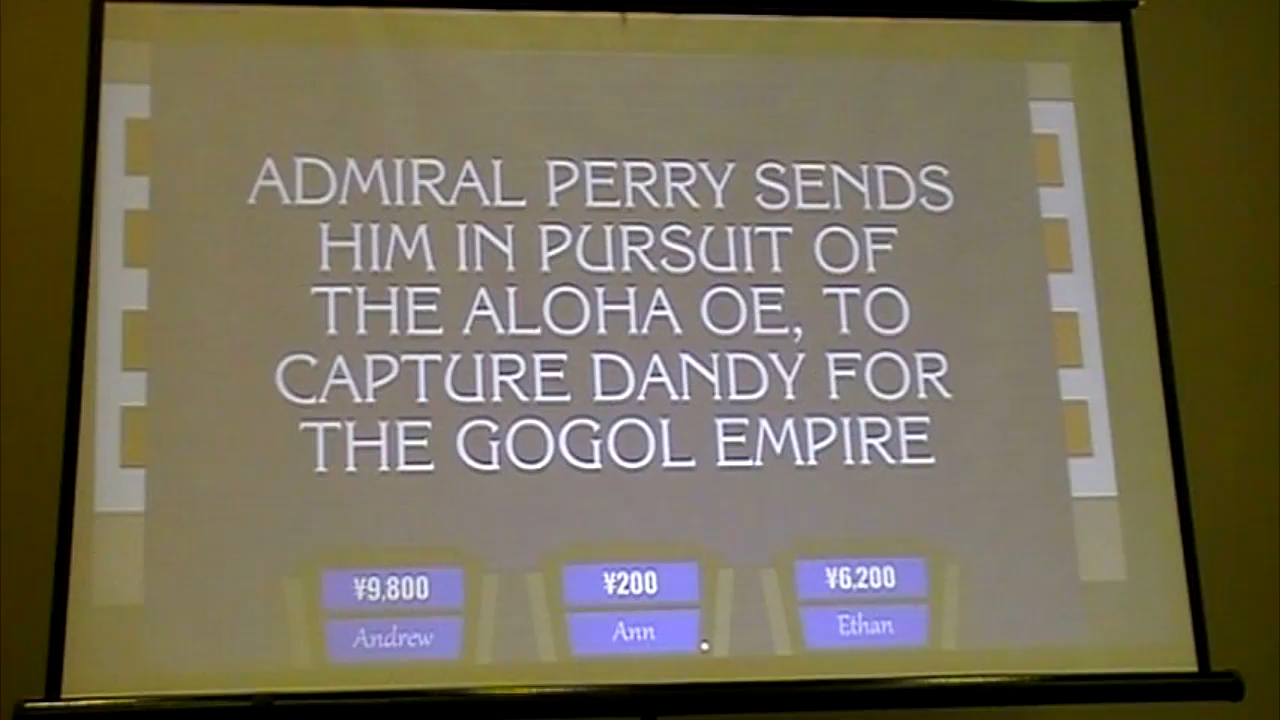 ADMIRAL PERRY SENDS
HIM IN PURSUIT OF
THE ALOHA OE, TO
CAPTURE DANDY FOR
THE GOGOL EMPIRE
¥9,800
¥200
¥6,200
Andrew
Ann
Ethan